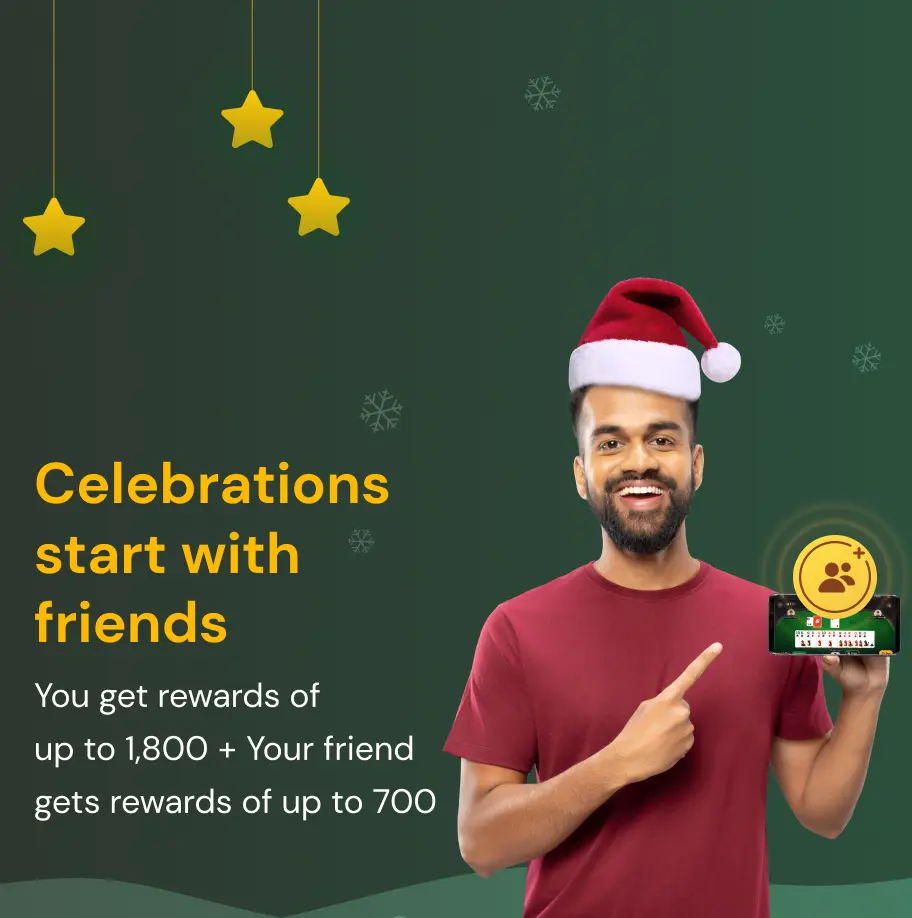 Celebrations
start with
friends
You get rewards of
up to 1,800 + Your friend
gets rewards of up to 700